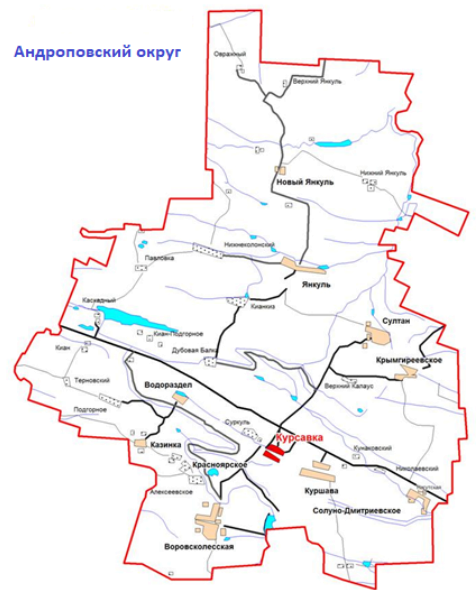 Андроповский округ
Овражный
Верхний Янкуль
Новый Янкуль
Нижний Янкуль
Нижнеколонский
Павловка
Янкуль
Каскадный
Киан-Подгорное
Султан
Дубовая Балка
Киан
Крымгиреевское
Терновский
Водораздел
Верхний Калаус
Подгорное
Суркуль
Курсавка
Казинка
Кунаковский
Красноярское
Николаевский
Алексеевское
Куршава
Солуно-Дмитриевское
Воровсколесская